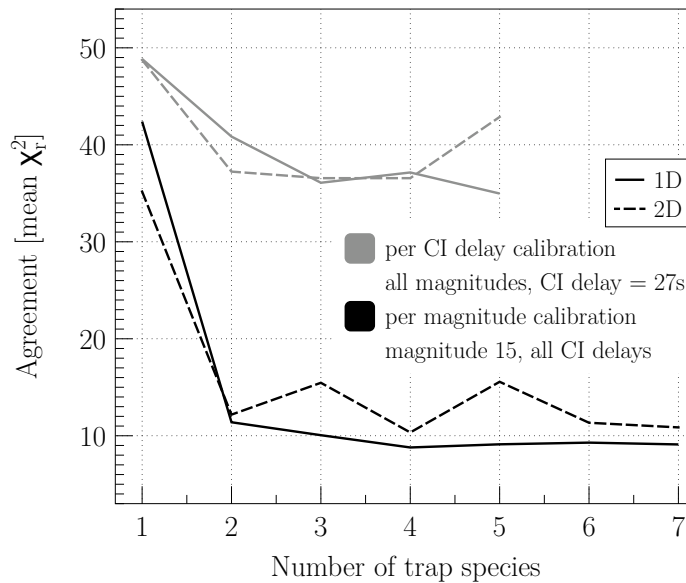 50
40
30
20
10
Agreement [mean χ²ᵣ]
1D
2D
per CI delay calibration
all magnitudes, CI delay = 27s
per magnitude calibration
magnitude 15, all CI delays
1 2 3 4 5 6 7
Number of trap species